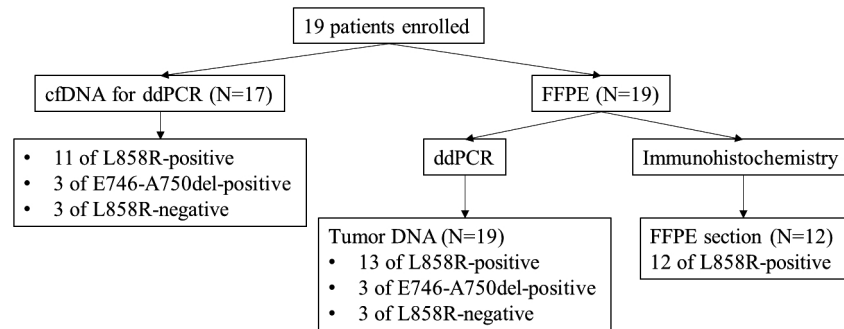 19 patients enrolled
cfDNA for ddPCR (N=17)
FFPE (N=19)
• 11 of L858R-positive
• 3 of E746-A750del-positive
• 3 of L858R-negative
ddPCR
Immunohistochemistry
Tumor DNA (N=19)
• 13 of L858R-positive
• 3 of E746-A750del-positive
• 3 of L858R-negative
FFPE section (N=12)
12 of L858R-positive